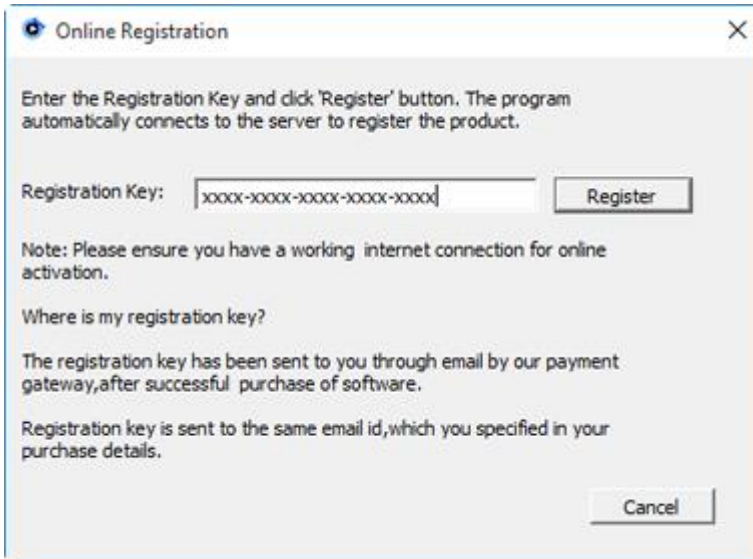 Online Registration
Enter the Registration Key and click 'Register' button. The program
automatically connects to the server to register the product.
Registration Key: xxxx-xxxx-xxxx-xxxx-xxxx Register
Note: Please ensure you have a working  internet connection for online
activation.
Where is my registration key?
The registration key has been sent to you through email by our payment
gateway,after successful  purchase of software.
Registration key is sent to the same email id,which you specified in your
purchase details.
Cancel